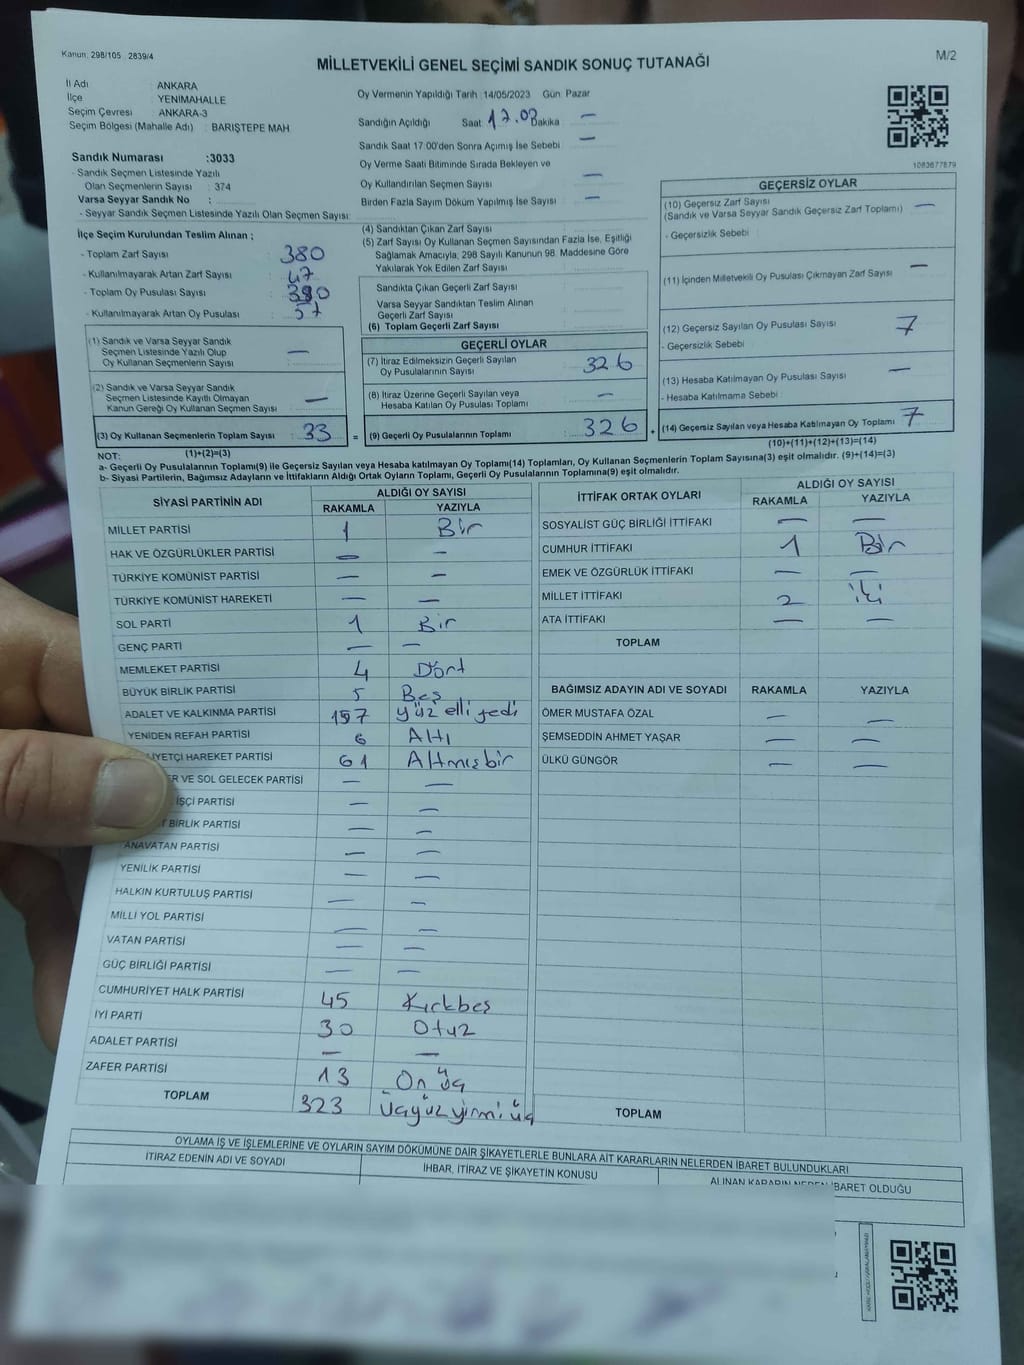 Kanun: 298/105 2839/4
MİLLETVEKİLİ GENEL SEÇİMİ SANDIK SONUÇ TUTANAĞI
M/2
İl Adı ANKARA
İlçe YENİMAHALLE
Seçim Çevresi ANKARA-3
Seçim Bölgesi (Mahalle Adı) : BARIŞTEPE MAH
Oy Vermenin Yapıldığı Tarih :14/05/2023 Gün: Pazar
Sandığın Açıldığı Saat: 17.03 Dakika : —
Sandık Saat 17:00'den Sonra Açılmış İse Sebebi : —
Oy Verme Saati Bitiminde Sırada Bekleyen ve
Oy Kullandırılan Seçmen Sayısı : —
Birden Fazla Sayım Döküm Yapılmış İse Sayısı : —
Sandık Numarası :3033
- Sandık Seçmen Listesinde Yazılı
Olan Seçmenlerin Sayısı : 374
Varsa Seyyar Sandık No :
- Seyyar Sandık Seçmen Listesinde Yazılı Olan Seçmen Sayısı:
1083677879
İlçe Seçim Kurulundan Teslim Alınan ;
- Toplam Zarf Sayısı : 380
- Kullanılmayarak Artan Zarf Sayısı : 47
- Toplam Oy Pusulası Sayısı : 380
- Kullanılmayarak Artan Oy Pusulası : 57
(1) Sandık ve Varsa Seyyar Sandık
Seçmen Listesinde Yazılı Olup
Oy Kullanan Seçmenlerin Sayısı : —
(2) Sandık ve Varsa Seyyar Sandık
Seçmen Listesinde Kayıtlı Olmayan
Kanun Gereği Oy Kullanan Seçmen Sayısı : —
(3) Oy Kullanan Seçmenlerin Toplam Sayısı : 33 =
(1)+(2)=(3)
(4) Sandıktan Çıkan Zarf Sayısı :
(5) Zarf Sayısı Oy Kullanan Seçmen Sayısından Fazla İse, Eşitliği
Sağlamak Amacıyla, 298 Sayılı Kanunun 98. Maddesine Göre
Yakılarak Yok Edilen Zarf Sayısı :
Sandıkta Çıkan Geçerli Zarf Sayısı :
Varsa Seyyar Sandıktan Teslim Alınan
Geçerli Zarf Sayısı :
(6) Toplam Geçerli Zarf Sayısı :
GEÇERLİ OYLAR
(7) İtiraz Edilmeksizin Geçerli Sayılan
Oy Pusulalarının Sayısı : 326
(8) İtiraz Üzerine Geçerli Sayılan veya
Hesaba Katılan Oy Pusulası Toplamı : —
(9) Geçerli Oy Pusulalarının Toplamı : 326 +
GEÇERSİZ OYLAR
(10) Geçersiz Zarf Sayısı
(Sandık ve Varsa Seyyar Sandık Geçersiz Zarf Toplamı) : —
- Geçersizlik Sebebi :
(11) İçinden Milletvekili Oy Pusulası Çıkmayan Zarf Sayısı : —
(12) Geçersiz Sayılan Oy Pusulası Sayısı : 7
- Geçersizlik Sebebi :
(13) Hesaba Katılmayan Oy Pusulası Sayısı : —
- Hesaba Katılmama Sebebi :
(14) Geçersiz Sayılan veya Hesaba Katılmayan Oy Toplamı : 7
(10)+(11)+(12)+(13)=(14)
NOT:
a- Geçerli Oy Pusulalarının Toplamı(9) ile Geçersiz Sayılan veya Hesaba katılmayan Oy Toplamı(14) Toplamları, Oy Kullanan Seçmenlerin Toplam Sayısına(3) eşit olmalıdır. (9)+(14)=(3)
b- Siyasi Partilerin, Bağımsız Adayların ve İttifakların Aldığı Ortak Oyların Toplamı, Geçerli Oy Pusulalarının Toplamına(9) eşit olmalıdır.
SİYASİ PARTİNİN ADI ALDIĞI OY SAYISI
RAKAMLA YAZIYLA
MİLLET PARTİSİ 1 Bir
HAK VE ÖZGÜRLÜKLER PARTİSİ — —
TÜRKİYE KOMÜNİST PARTİSİ — —
TÜRKİYE KOMÜNİST HAREKETİ — —
SOL PARTİ 1 Bir
GENÇ PARTİ — —
MEMLEKET PARTİSİ 4 Dört
BÜYÜK BİRLİK PARTİSİ 5 Beş
ADALET VE KALKINMA PARTİSİ 157 Yüz elli yedi
YENİDEN REFAH PARTİSİ 6 Altı
İYETÇİ HAREKET PARTİSİ 61 Altmışbir
R VE SOL GELECEK PARTİSİ — —
İŞÇİ PARTİSİ — —
T BİRLİK PARTİSİ — —
ANAVATAN PARTİSİ — —
YENİLİK PARTİSİ — —
HALKIN KURTULUŞ PARTİSİ — —
MİLLİ YOL PARTİSİ — —
VATAN PARTİSİ — —
GÜÇ BİRLİĞİ PARTİSİ — —
CUMHURİYET HALK PARTİSİ 45 Kırkbeş
İYİ PARTİ 30 Otuz
ADALET PARTİSİ — —
ZAFER PARTİSİ 13 On üç
TOPLAM 323 Üçyüzyirmiüç
İTTİFAK ORTAK OYLARI ALDIĞI OY SAYISI
RAKAMLA YAZIYLA
SOSYALİST GÜÇ BİRLİĞİ İTTİFAKI — —
CUMHUR İTTİFAKI 1 Bir
EMEK VE ÖZGÜRLÜK İTTİFAKI — —
MİLLET İTTİFAKI 2 İki
ATA İTTİFAKI — —
TOPLAM
BAĞIMSIZ ADAYIN ADI VE SOYADI RAKAMLA YAZIYLA
ÖMER MUSTAFA ÖZAL — —
ŞEMSEDDİN AHMET YAŞAR — —
ÜLKÜ GÜNGÖR — —
TOPLAM
OYLAMA İŞ VE İŞLEMLERİNE VE OYLARIN SAYIM DÖKÜMÜNE DAİR ŞİKAYETLERLE BUNLARA AİT KARARLARIN NELERDEN İBARET BULUNDUKLARI
İTİRAZ EDENİN ADI VE SOYADI İHBAR, İTİRAZ VE ŞİKAYETİN KONUSU ALINAN KARARIN NEDEN İBARET OLDUĞU